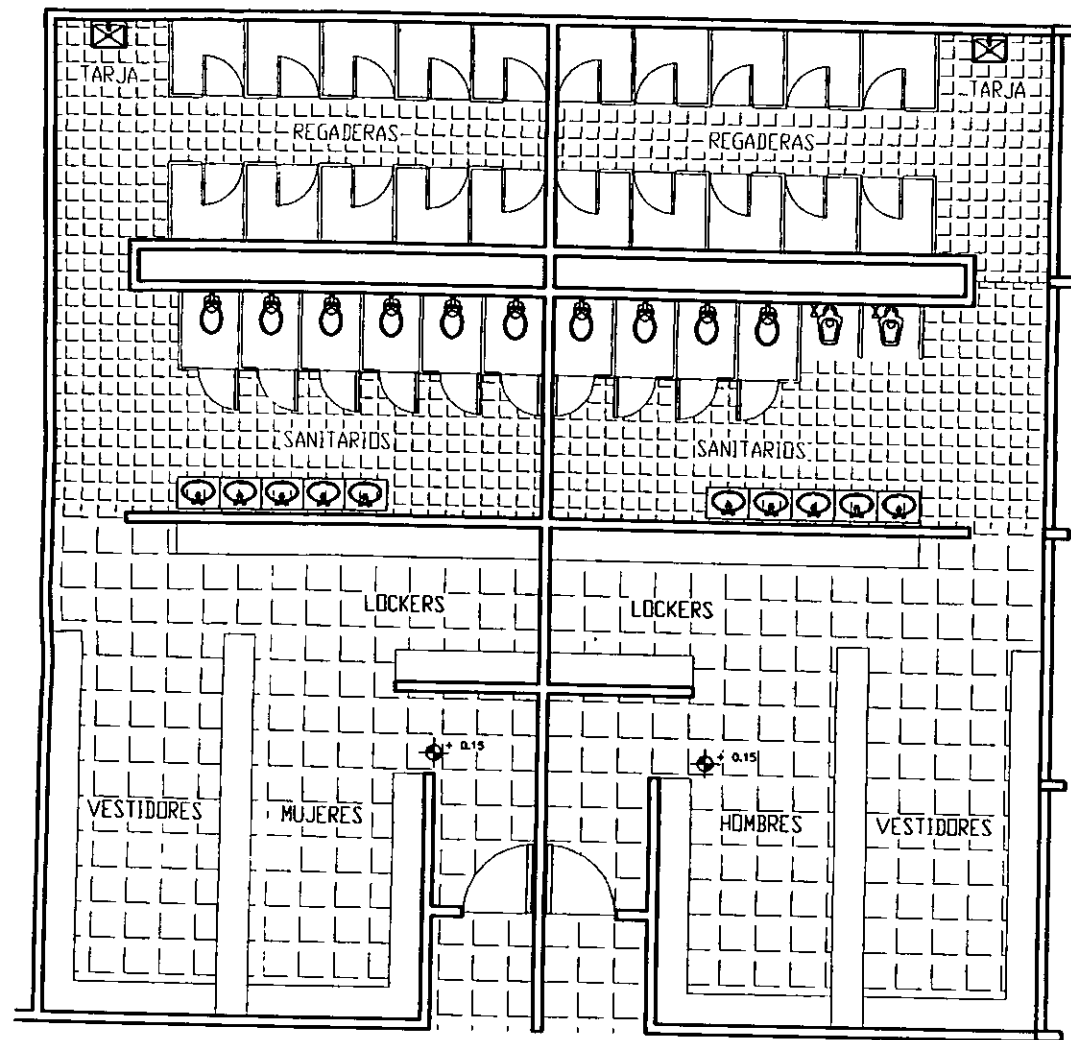 TARJA
TARJA
REGADERAS
REGADERAS
SANITARIOS
SANITARIOS
LOCKERS
LOCKERS
+ 0.15
+ 0.15
VESTIDORES
MUJERES
HOMBRES
VESTIDORES